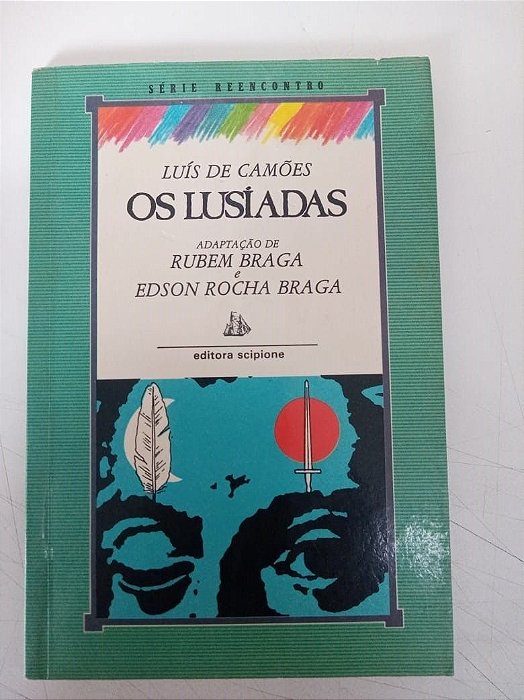 SÉRIE REENCONTRO
LUÍS DE CAMÕES
OS LUSÍADAS
ADAPTAÇÃO DE
RUBEM BRAGA
e
EDSON ROCHA BRAGA
editora scipione